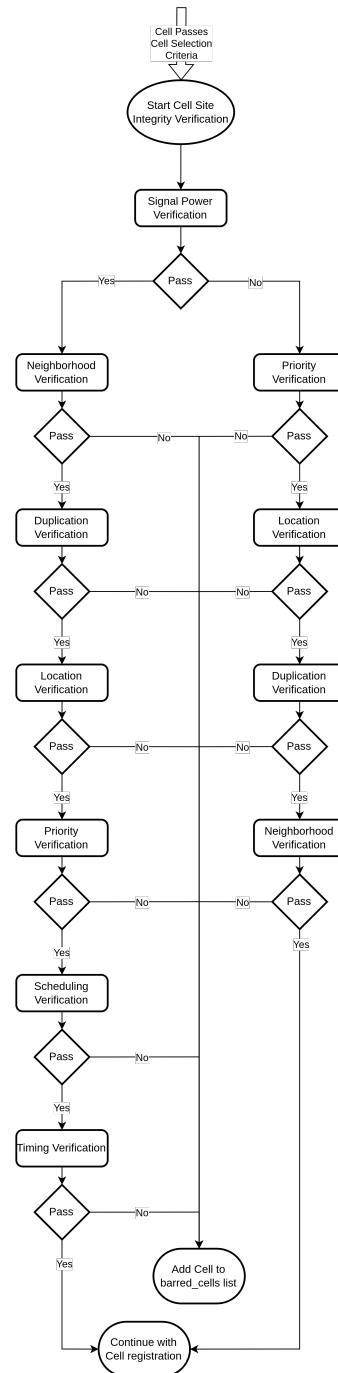 Cell Passes
Cell Selection
Criteria
Start Cell Site
Integrity Verification
Signal Power
Verification
Pass
Yes
No
Neighborhood
Verification
Priority
Verification
Pass
No
No
Pass
Yes
Yes
Duplication
Verification
Location
Verification
Pass
No
No
Pass
Yes
Yes
Location
Verification
Duplication
Verification
Pass
No
No
Pass
Yes
Yes
Priority
Verification
Neighborhood
Verification
Pass
No
No
Pass
Yes
Yes
Scheduling
Verification
Pass
No
Yes
Timing Verification
Pass
No
Yes
Add Cell to
barred_cells list
Continue with
Cell registration